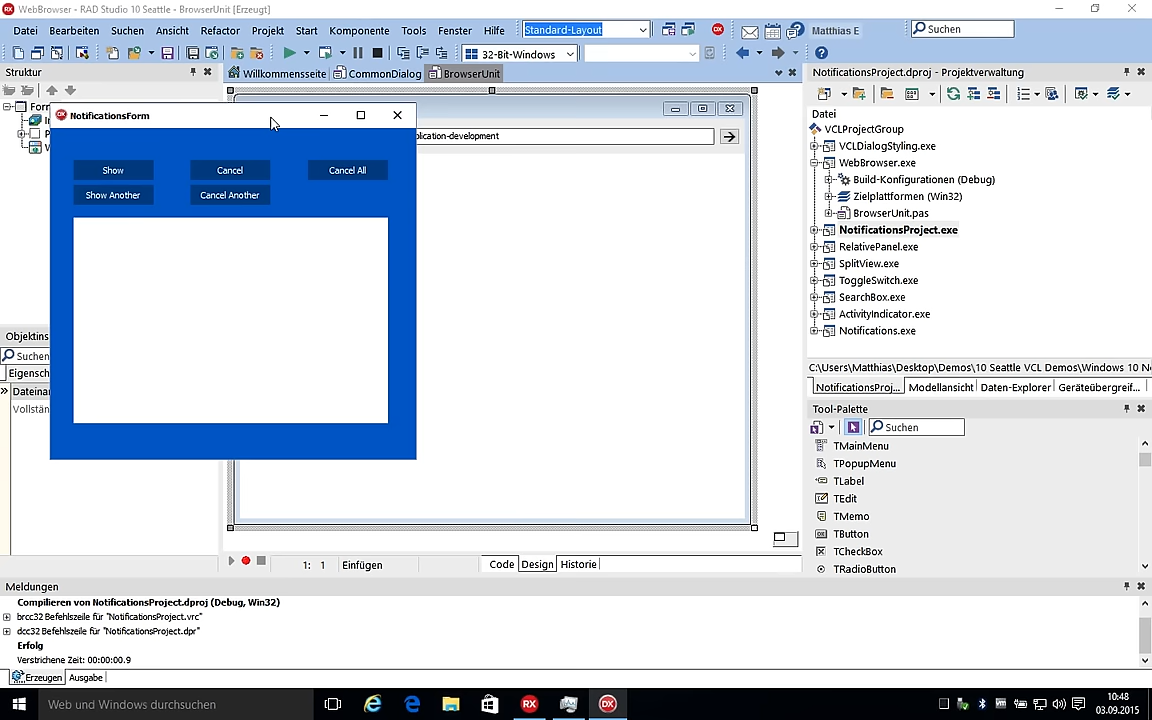 WebBrowser - RAD Studio 10 Seattle - BrowserUnit [Erzeugt]
Datei Bearbeiten Suchen Ansicht Refactor Projekt Start Komponente Tools Fenster Hilfe Standard-Layout Matthias E Suchen
32-Bit-Windows
Struktur
Willkommensseite CommonDialog BrowserUnit
NotificationsProject.dproj - Projektverwaltung
Form
NotificationsForm
plication-development
Show Cancel Cancel All
Show Another Cancel Another
Datei
VCLProjectGroup
VCLDialogStyling.exe
WebBrowser.exe
Build-Konfigurationen (Debug)
Zielplattformen (Win32)
BrowserUnit.pas
NotificationsProject.exe
RelativePanel.exe
SplitView.exe
ToggleSwitch.exe
SearchBox.exe
ActivityIndicator.exe
Notifications.exe
C:\Users\Matthias\Desktop\Demos\10 Seattle VCL Demos\Windows 10 No
NotificationsProj... Modellansicht Daten-Explorer Geräteübergreif...
Objektins
Suchen
Eigensch
Dateinar
Vollstän
Tool-Palette
Suchen
TMainMenu
TPopupMenu
TLabel
TEdit
TMemo
TButton
TCheckBox
TRadioButton
1: 1 Einfügen Code Design Historie
Meldungen
Compilieren von NotificationsProject.dproj (Debug, Win32)
brcc32 Befehlszeile für "NotificationsProject.vrc"
dcc32 Befehlszeile für "NotificationsProject.dpr"
Erfolg
Verstrichene Zeit: 00:00:00.9
Erzeugen Ausgabe
Web und Windows durchsuchen
RX
DX
10:48
03.09.2015